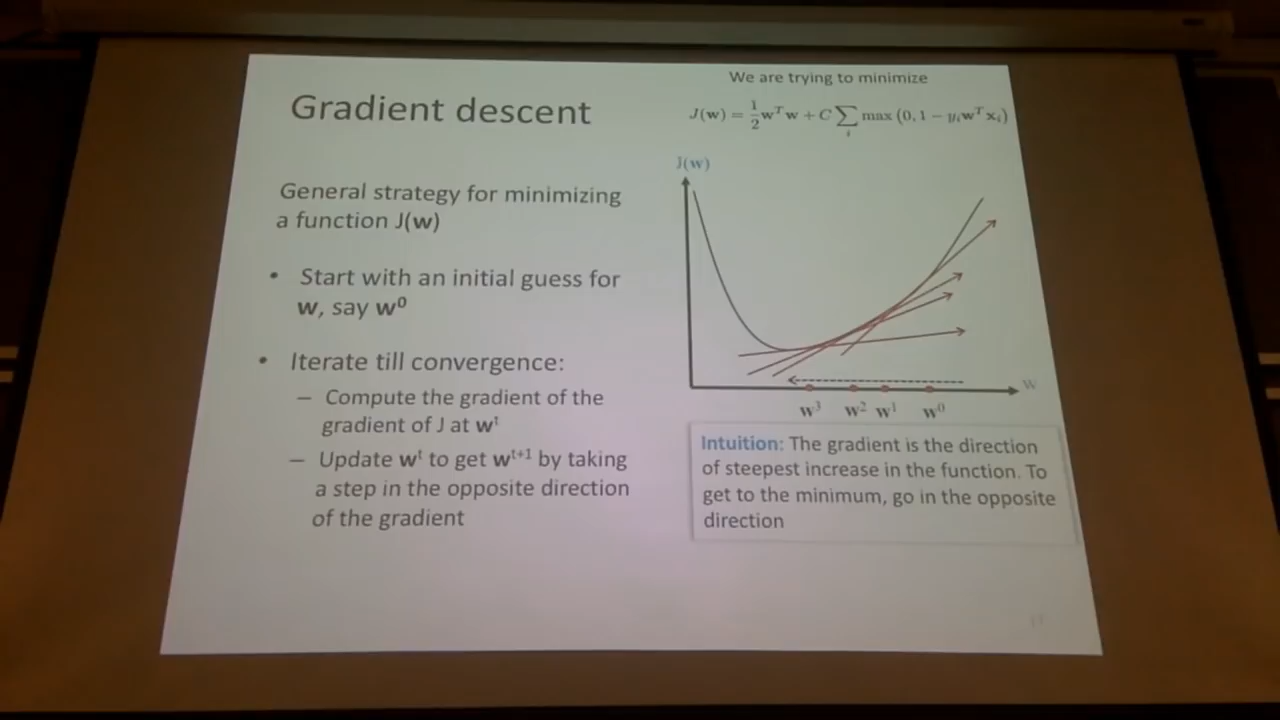 Gradient descent
General strategy for minimizing
a function J(w)
• Start with an initial guess for
w, say w⁰
• Iterate till convergence:
– Compute the gradient of the
gradient of J at wᵗ
– Update wᵗ to get wᵗ⁺¹ by taking
a step in the opposite direction
of the gradient
We are trying to minimize
J(w) = 1/2 wᵀw + C ∑ᵢ max (0, 1 − yᵢwᵀxᵢ)
J(w)
w
w³ w² w¹ w⁰
Intuition: The gradient is the direction
of steepest increase in the function. To
get to the minimum, go in the opposite
direction